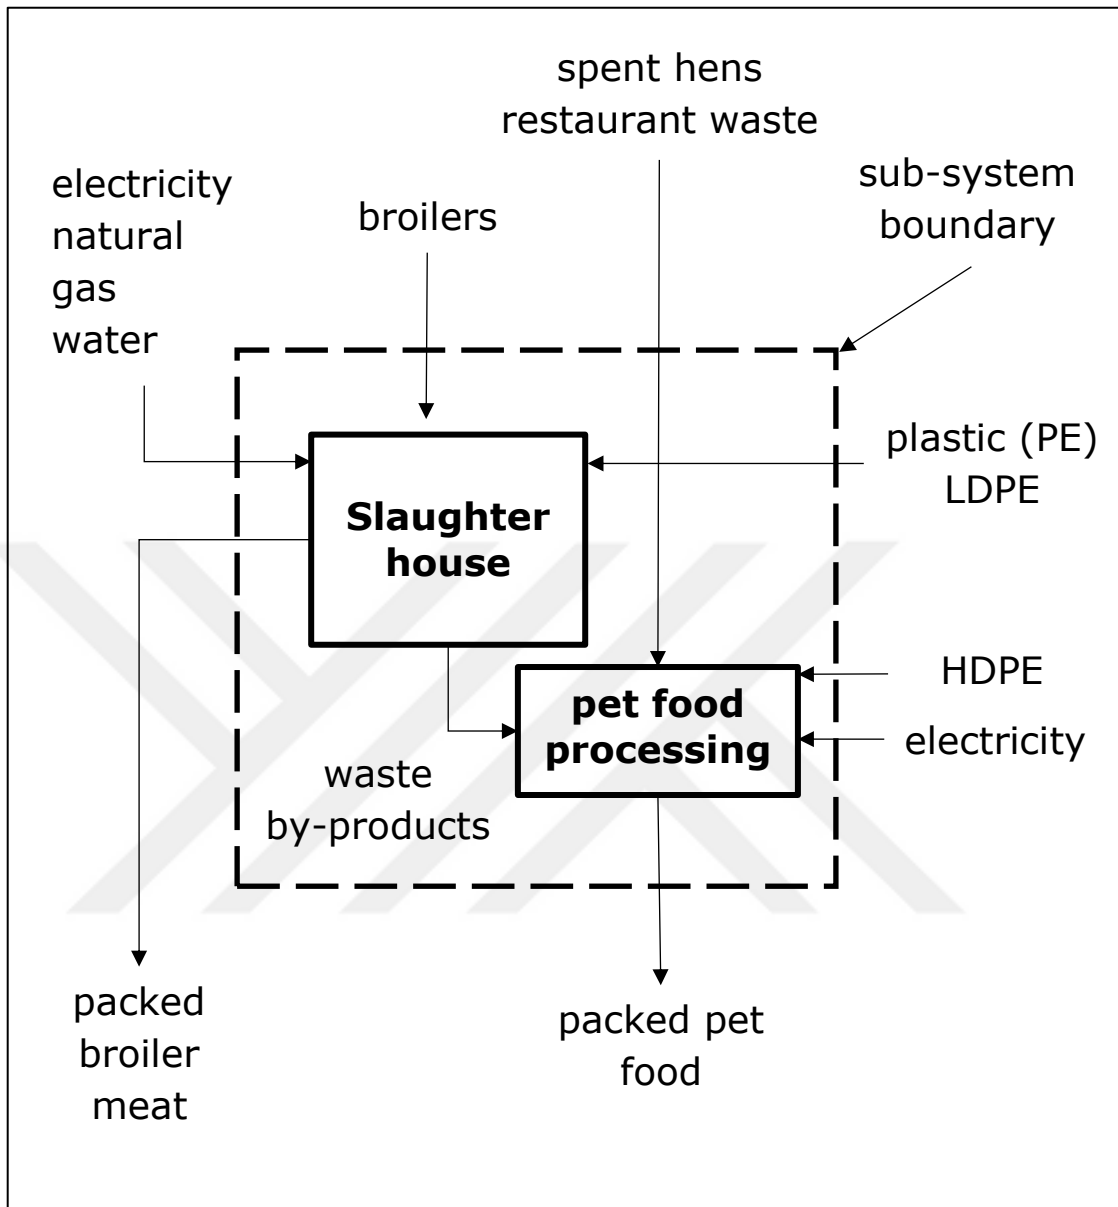 spent hens
restaurant waste
electricity
natural
gas
water
broilers
sub-system
boundary
plastic (PE)
LDPE
Slaughter
house
HDPE
electricity
pet food
processing
waste
by-products
packed
broiler
meat
packed pet
food